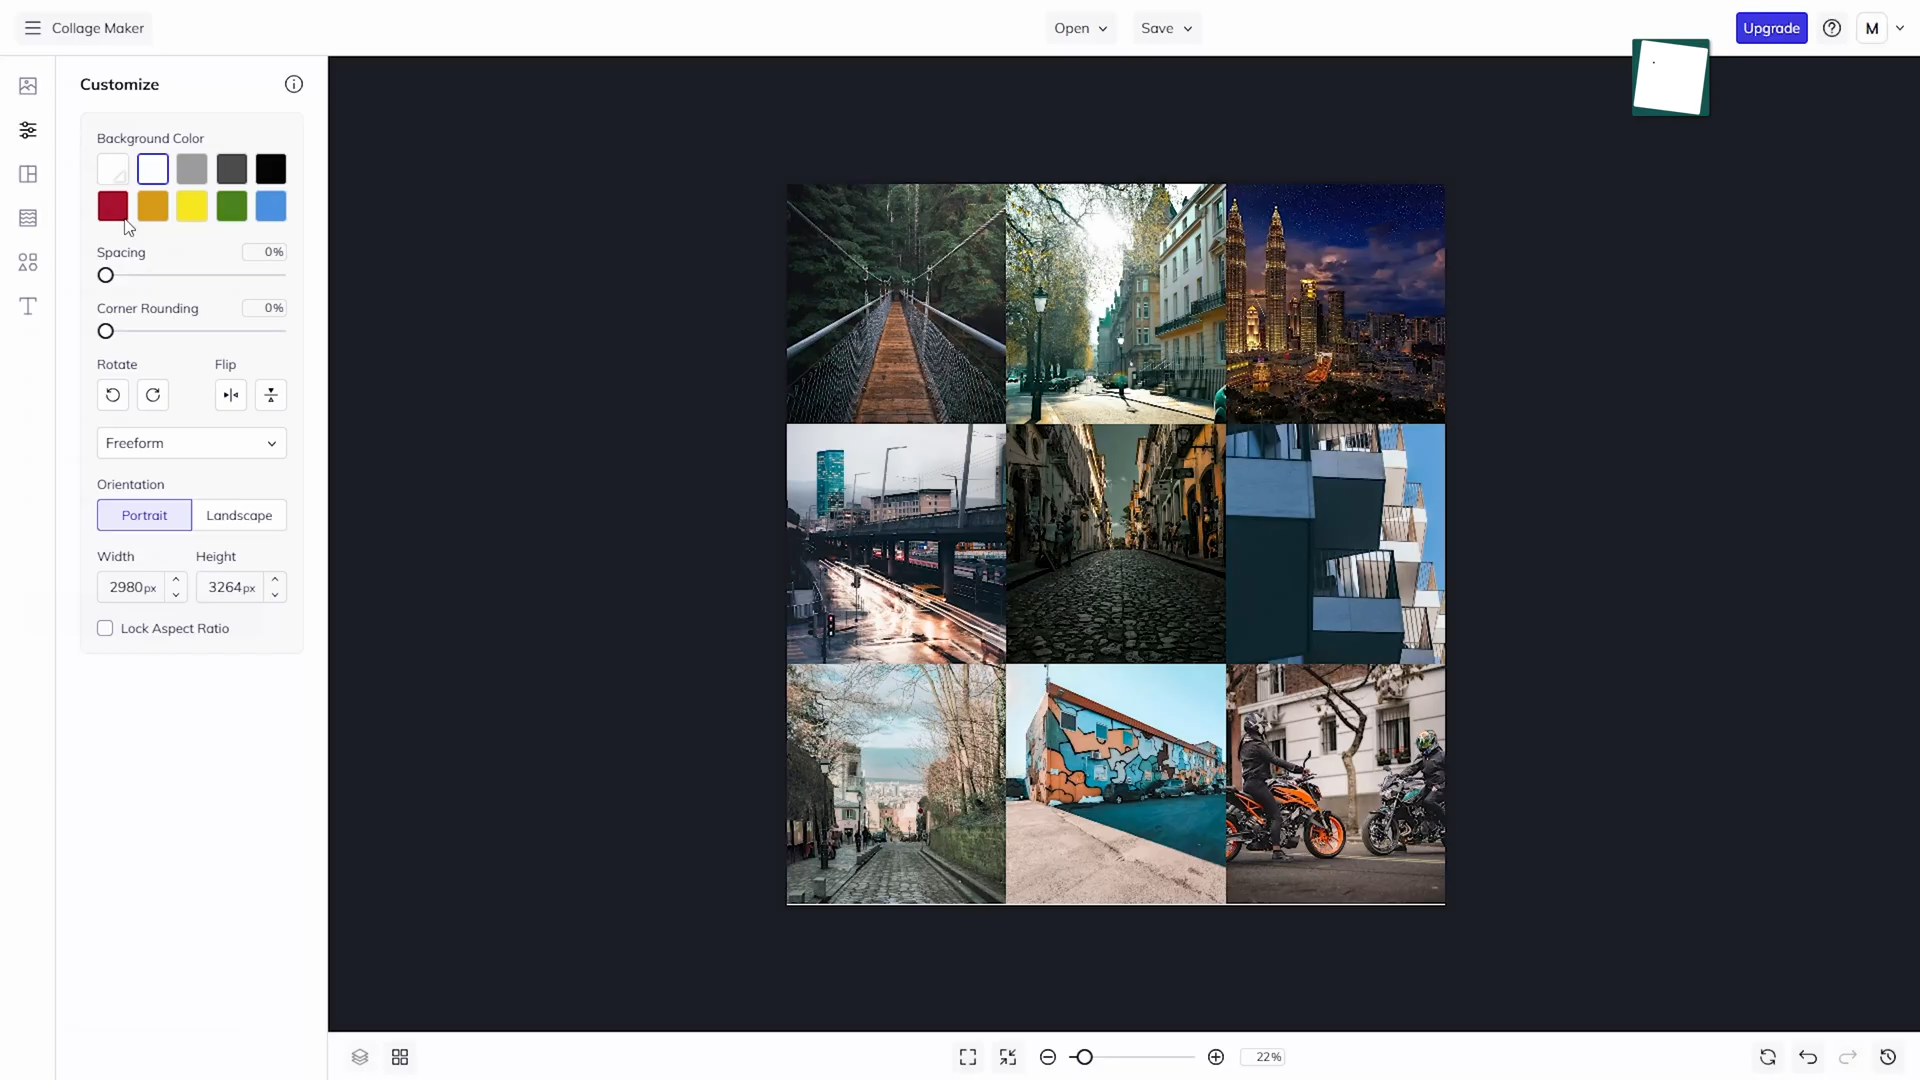 Collage Maker
Open
Save
Upgrade
M
Customize
Background Color
Spacing
0%
Corner Rounding
0%
Rotate
Flip
Freeform
Orientation
Portrait
Landscape
Width
Height
2980px
3264px
Lock Aspect Ratio
22%